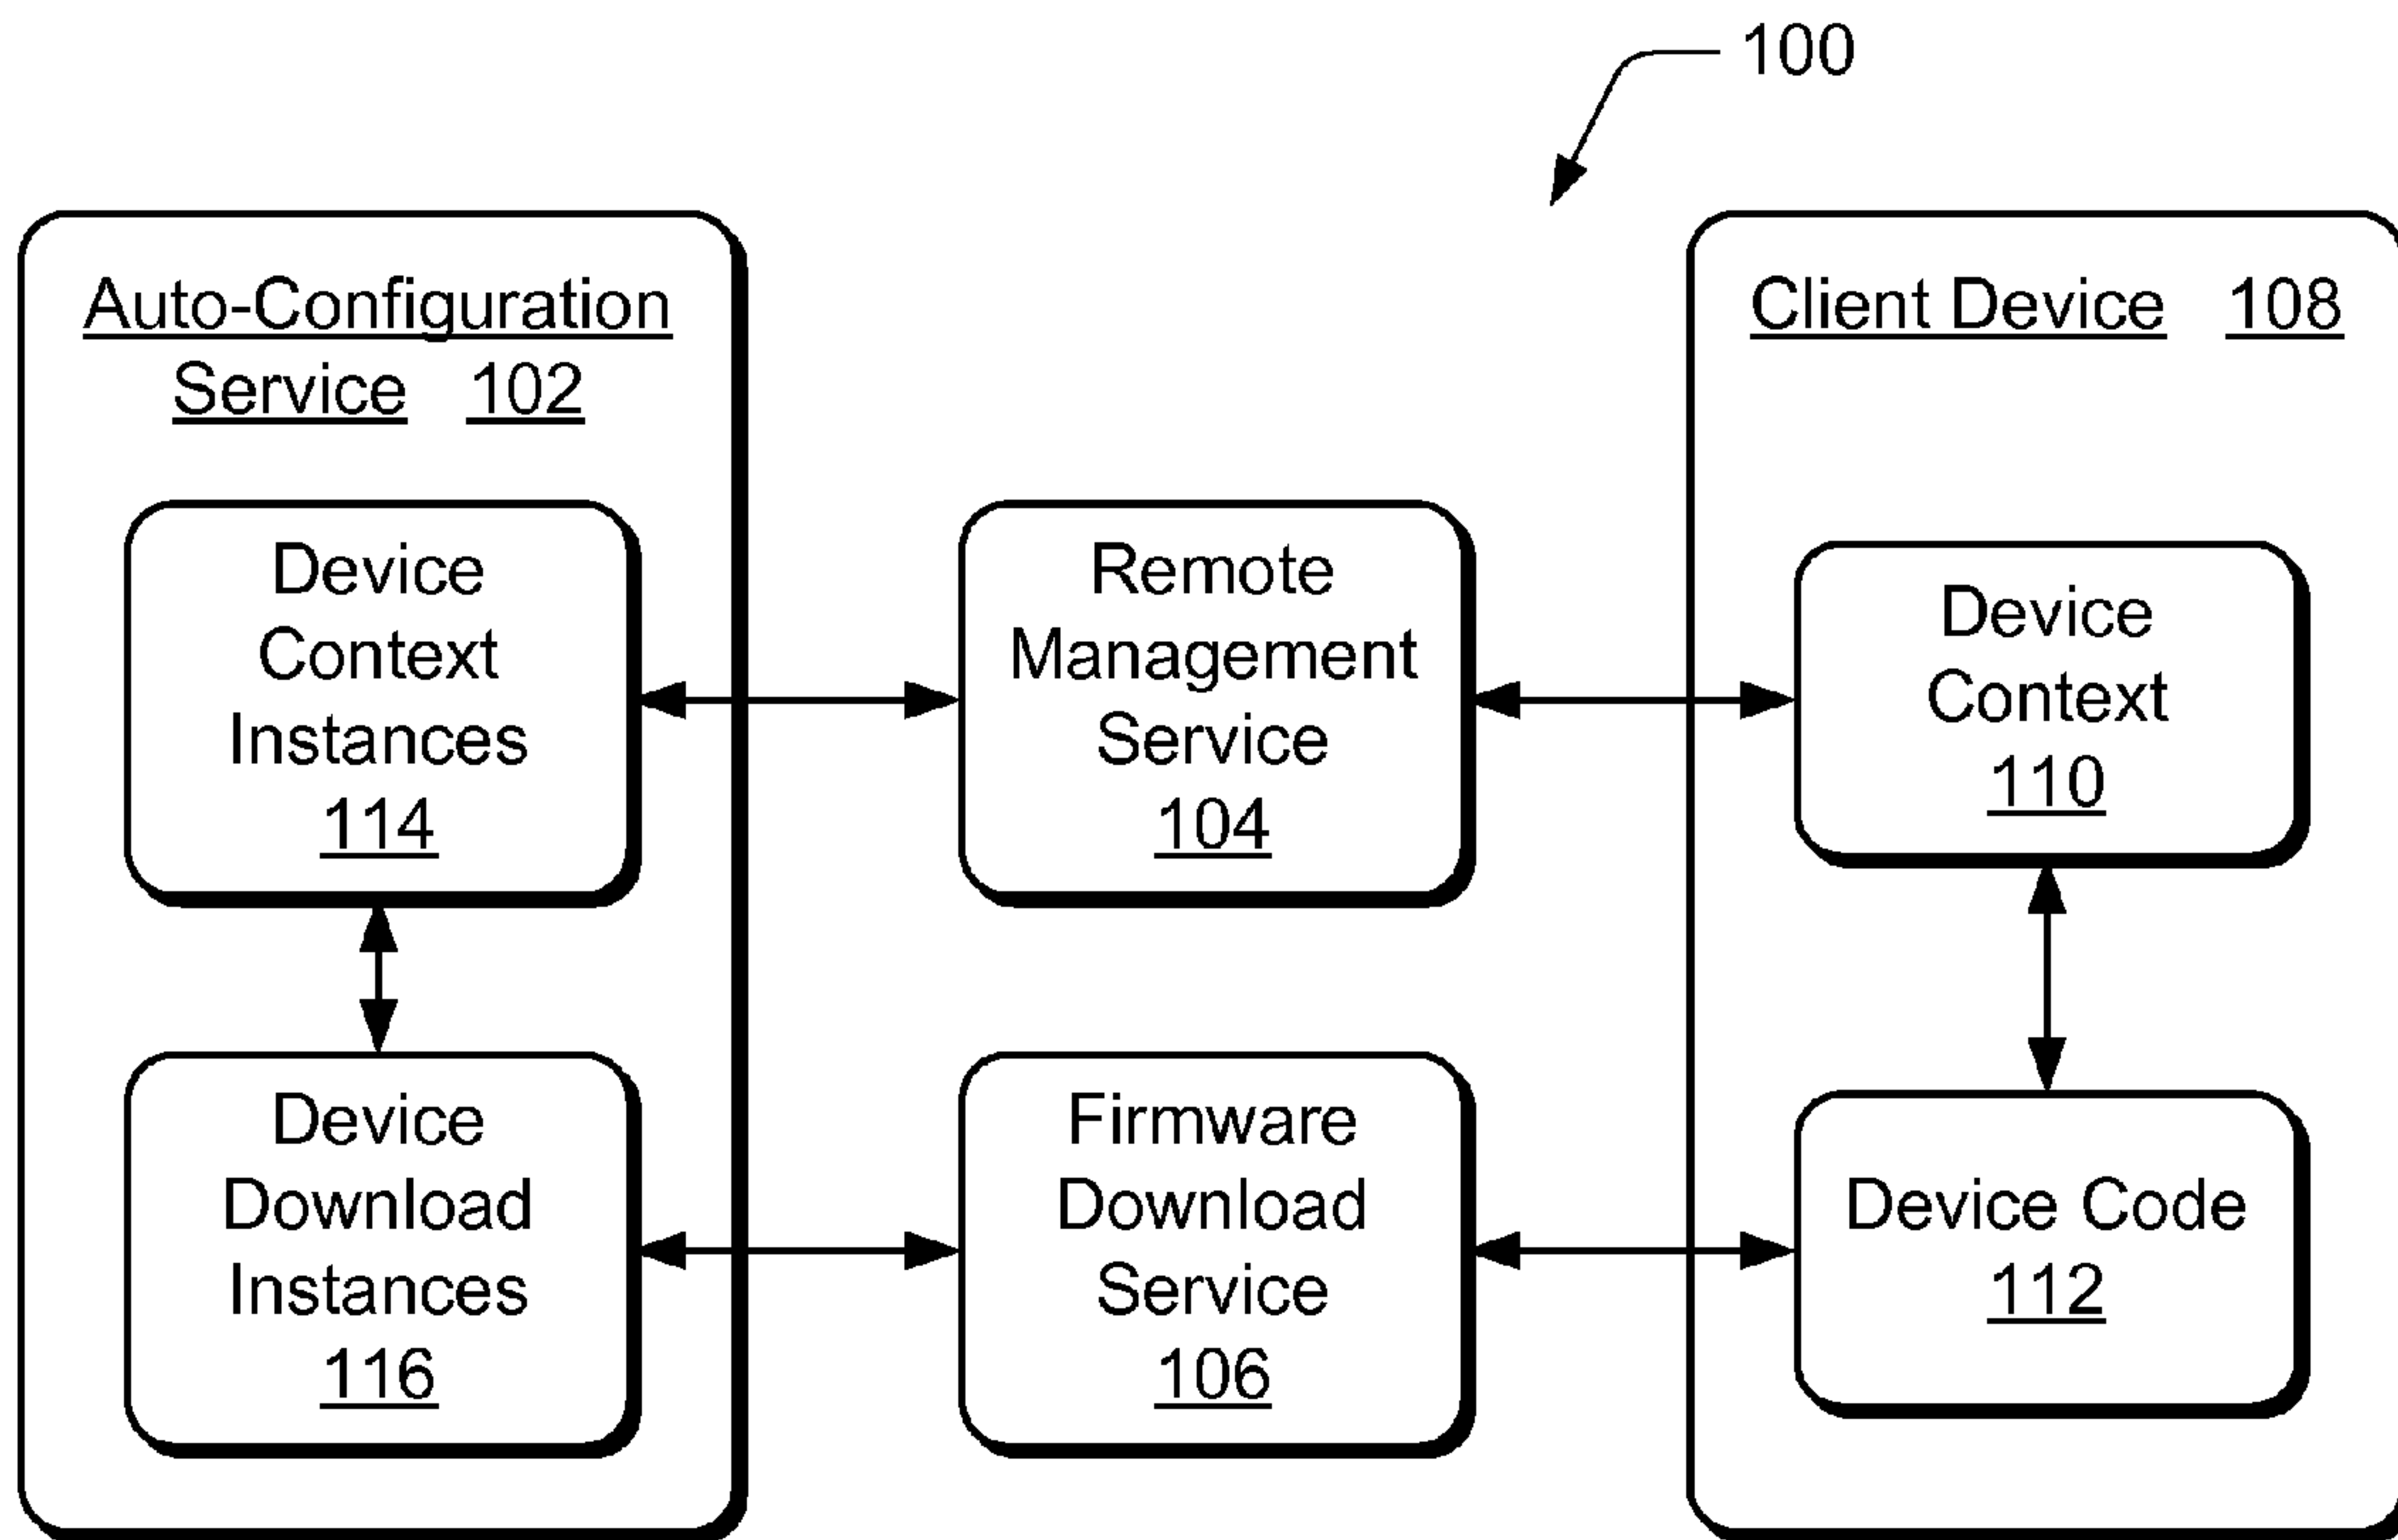 100
Auto-Configuration
Service 102
Client Device 108
Device
Context
Instances
114
Remote
Management
Service
104
Device
Context
110
Device
Download
Instances
116
Firmware
Download
Service
106
Device Code
112